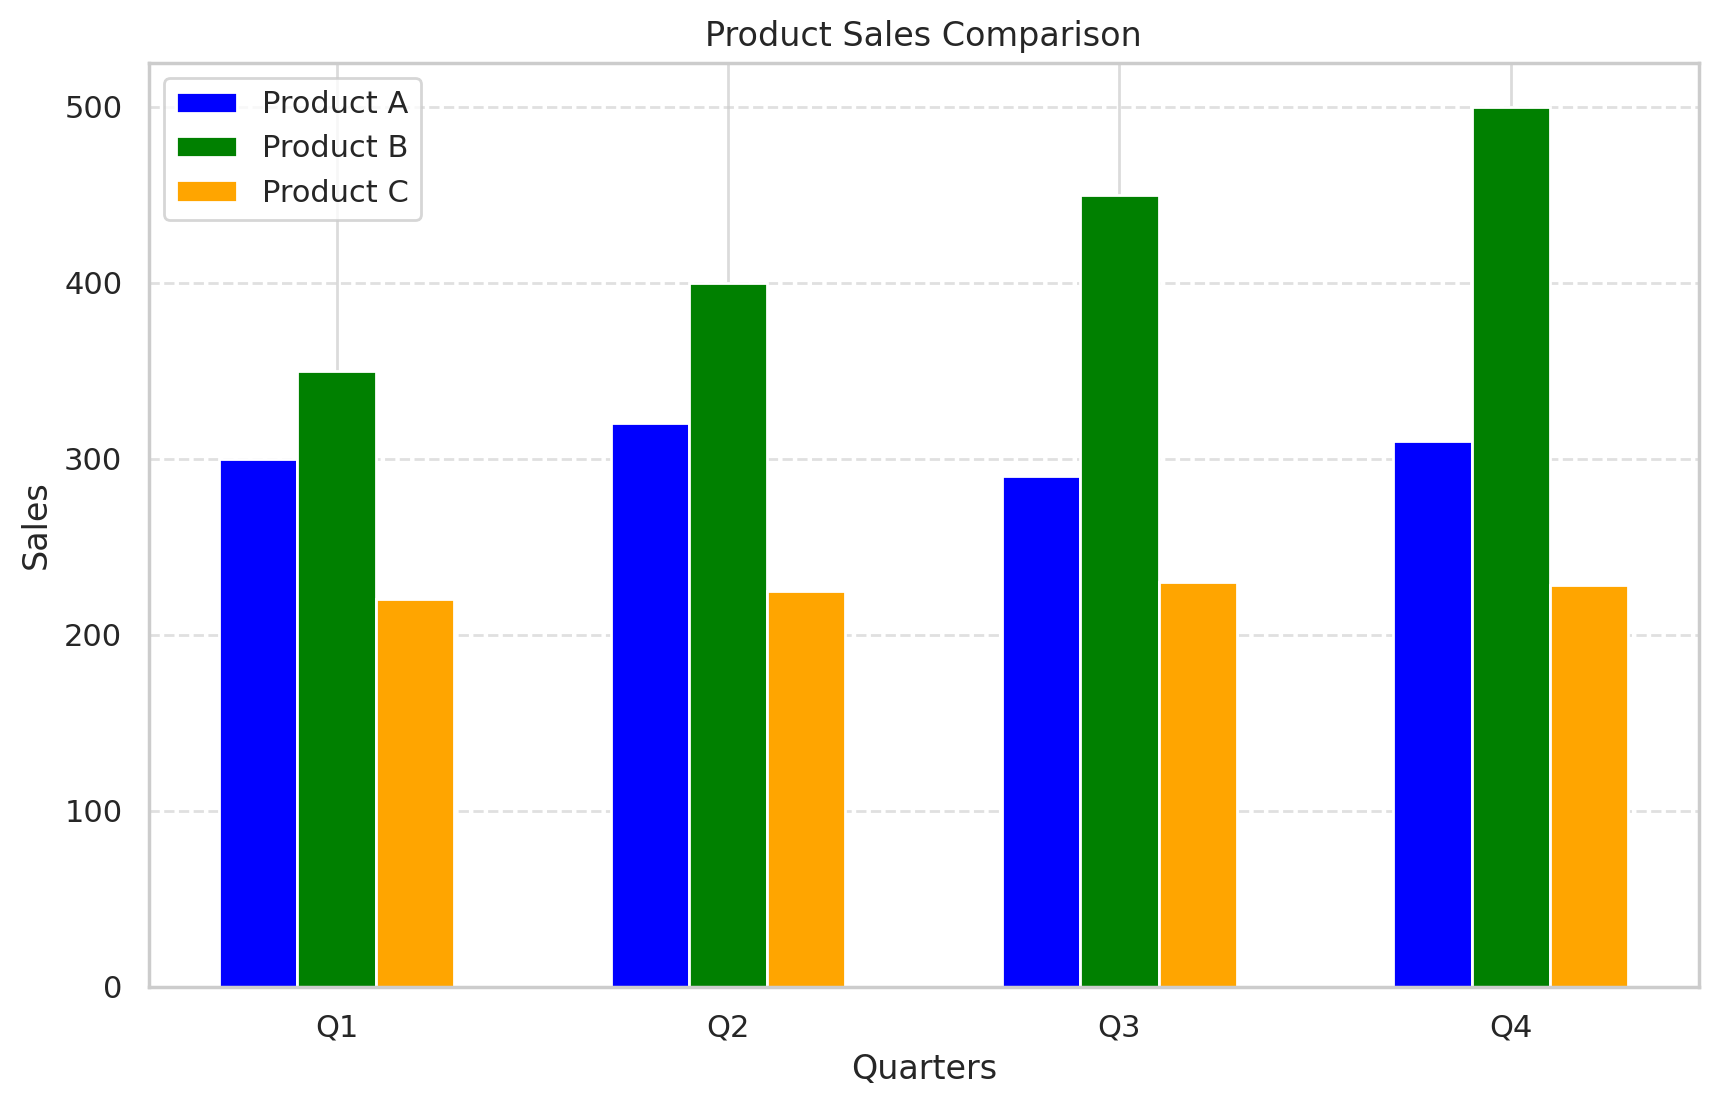 Product Sales Comparison
Product A
Product B
Product C
500
400
300
200
100
0
Sales
Q1 Q2 Q3 Q4
Quarters